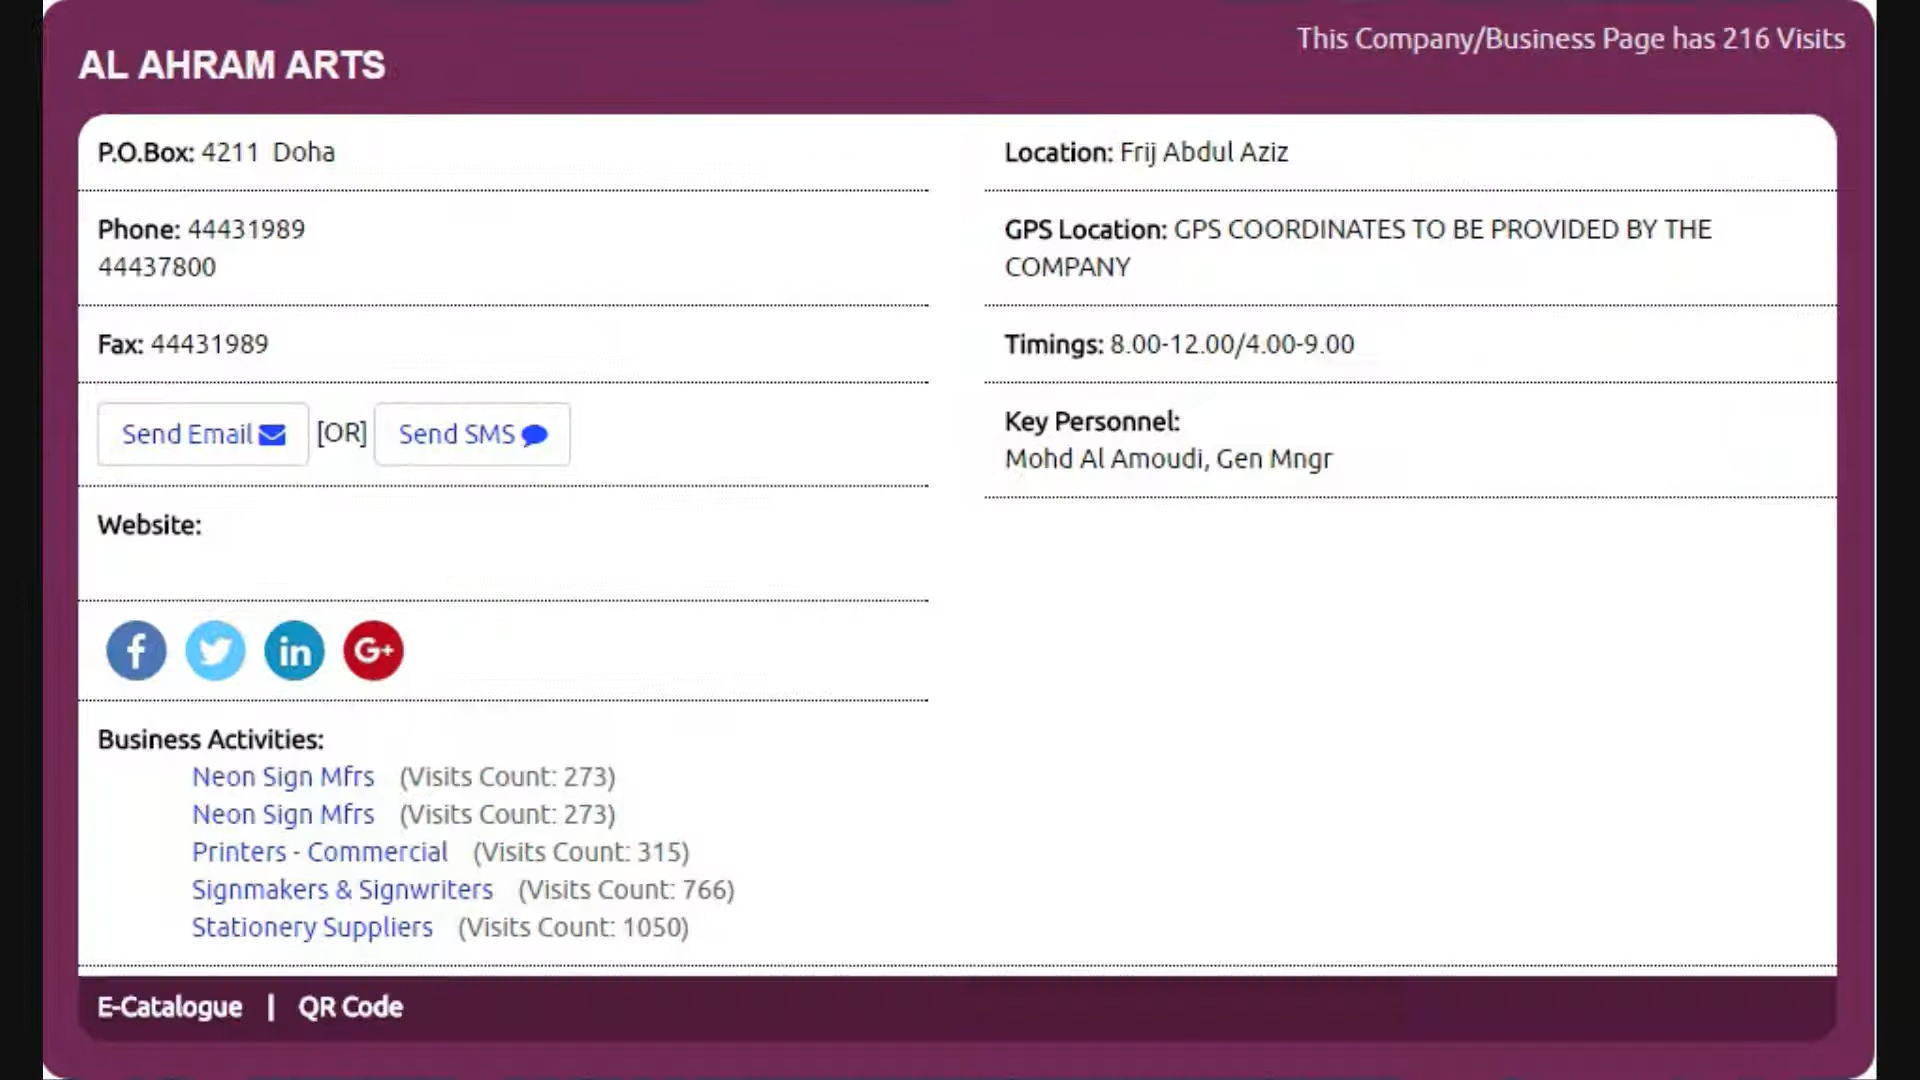 This Company/Business Page has 216 Visits
AL AHRAM ARTS
P.O.Box: 4211 Doha
Phone: 44431989
44437800
Fax: 44431989
Send Email [OR] Send SMS
Website:
f in G+
Business Activities:
Neon Sign Mfrs (Visits Count: 273)
Neon Sign Mfrs (Visits Count: 273)
Printers - Commercial (Visits Count: 315)
Signmakers & Signwriters (Visits Count: 766)
Stationery Suppliers (Visits Count: 1050)
Location: Frij Abdul Aziz
GPS Location: GPS COORDINATES TO BE PROVIDED BY THE
COMPANY
Timings: 8.00-12.00/4.00-9.00
Key Personnel:
Mohd Al Amoudi, Gen Mngr
E-Catalogue | QR Code